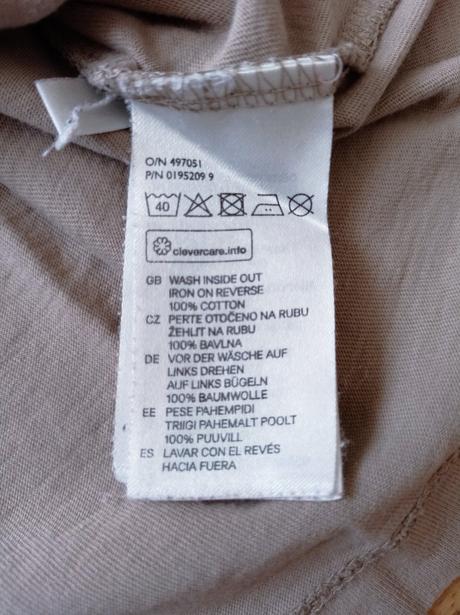 O/N 497051
P/N 0195209 9
40
clevercare.info
GB WASH INSIDE OUT
IRON ON REVERSE
100% COTTON
CZ PERTE OTOČENO NA RUBU
ŽEHLIT NA RUBU
100% BAVLNA
DE VOR DER WÄSCHE AUF
LINKS DREHEN
AUF LINKS BÜGELN
100% BAUMWOLLE
EE PESE PAHEMPIDI
TRIIGI PAHEMALT POOLT
100% PUUVILL
ES LAVAR CON EL REVÉS
HACIA FUERA